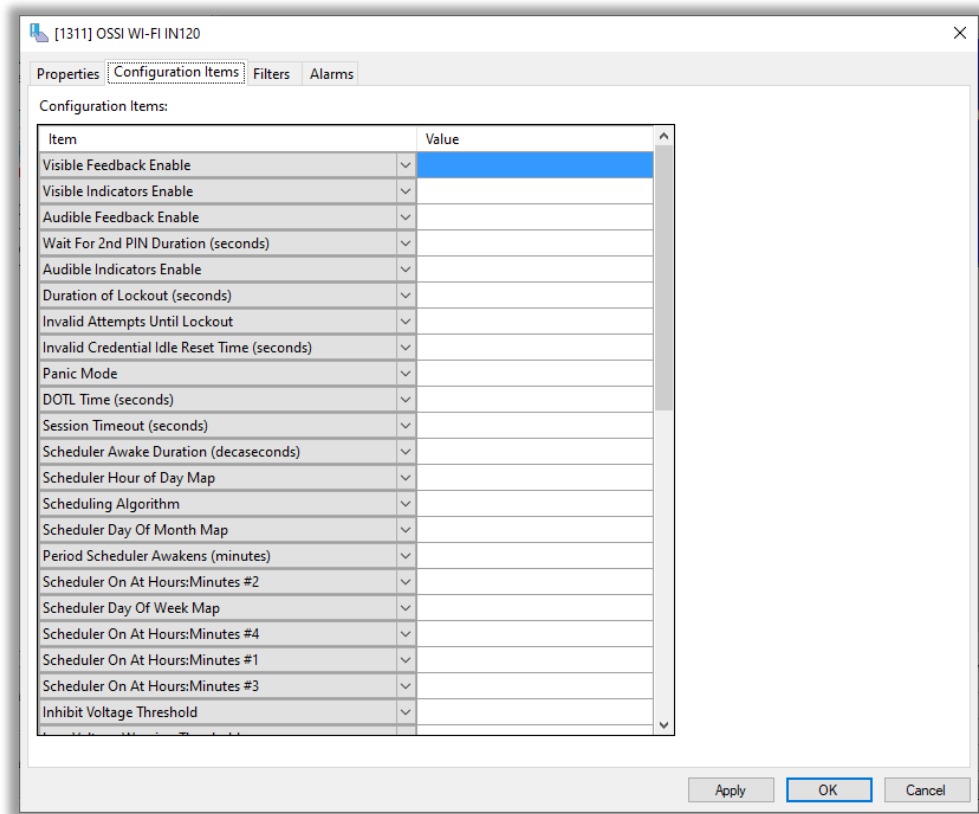 [1311] OSSI WI-FI IN120
Properties Configuration Items Filters Alarms
Configuration Items:
Item Value
Visible Feedback Enable
Visible Indicators Enable
Audible Feedback Enable
Wait For 2nd PIN Duration (seconds)
Audible Indicators Enable
Duration of Lockout (seconds)
Invalid Attempts Until Lockout
Invalid Credential Idle Reset Time (seconds)
Panic Mode
DOTL Time (seconds)
Session Timeout (seconds)
Scheduler Awake Duration (decaseconds)
Scheduler Hour of Day Map
Scheduling Algorithm
Scheduler Day Of Month Map
Period Scheduler Awakens (minutes)
Scheduler On At Hours:Minutes #2
Scheduler Day Of Week Map
Scheduler On At Hours:Minutes #4
Scheduler On At Hours:Minutes #1
Scheduler On At Hours:Minutes #3
Inhibit Voltage Threshold
Apply OK Cancel